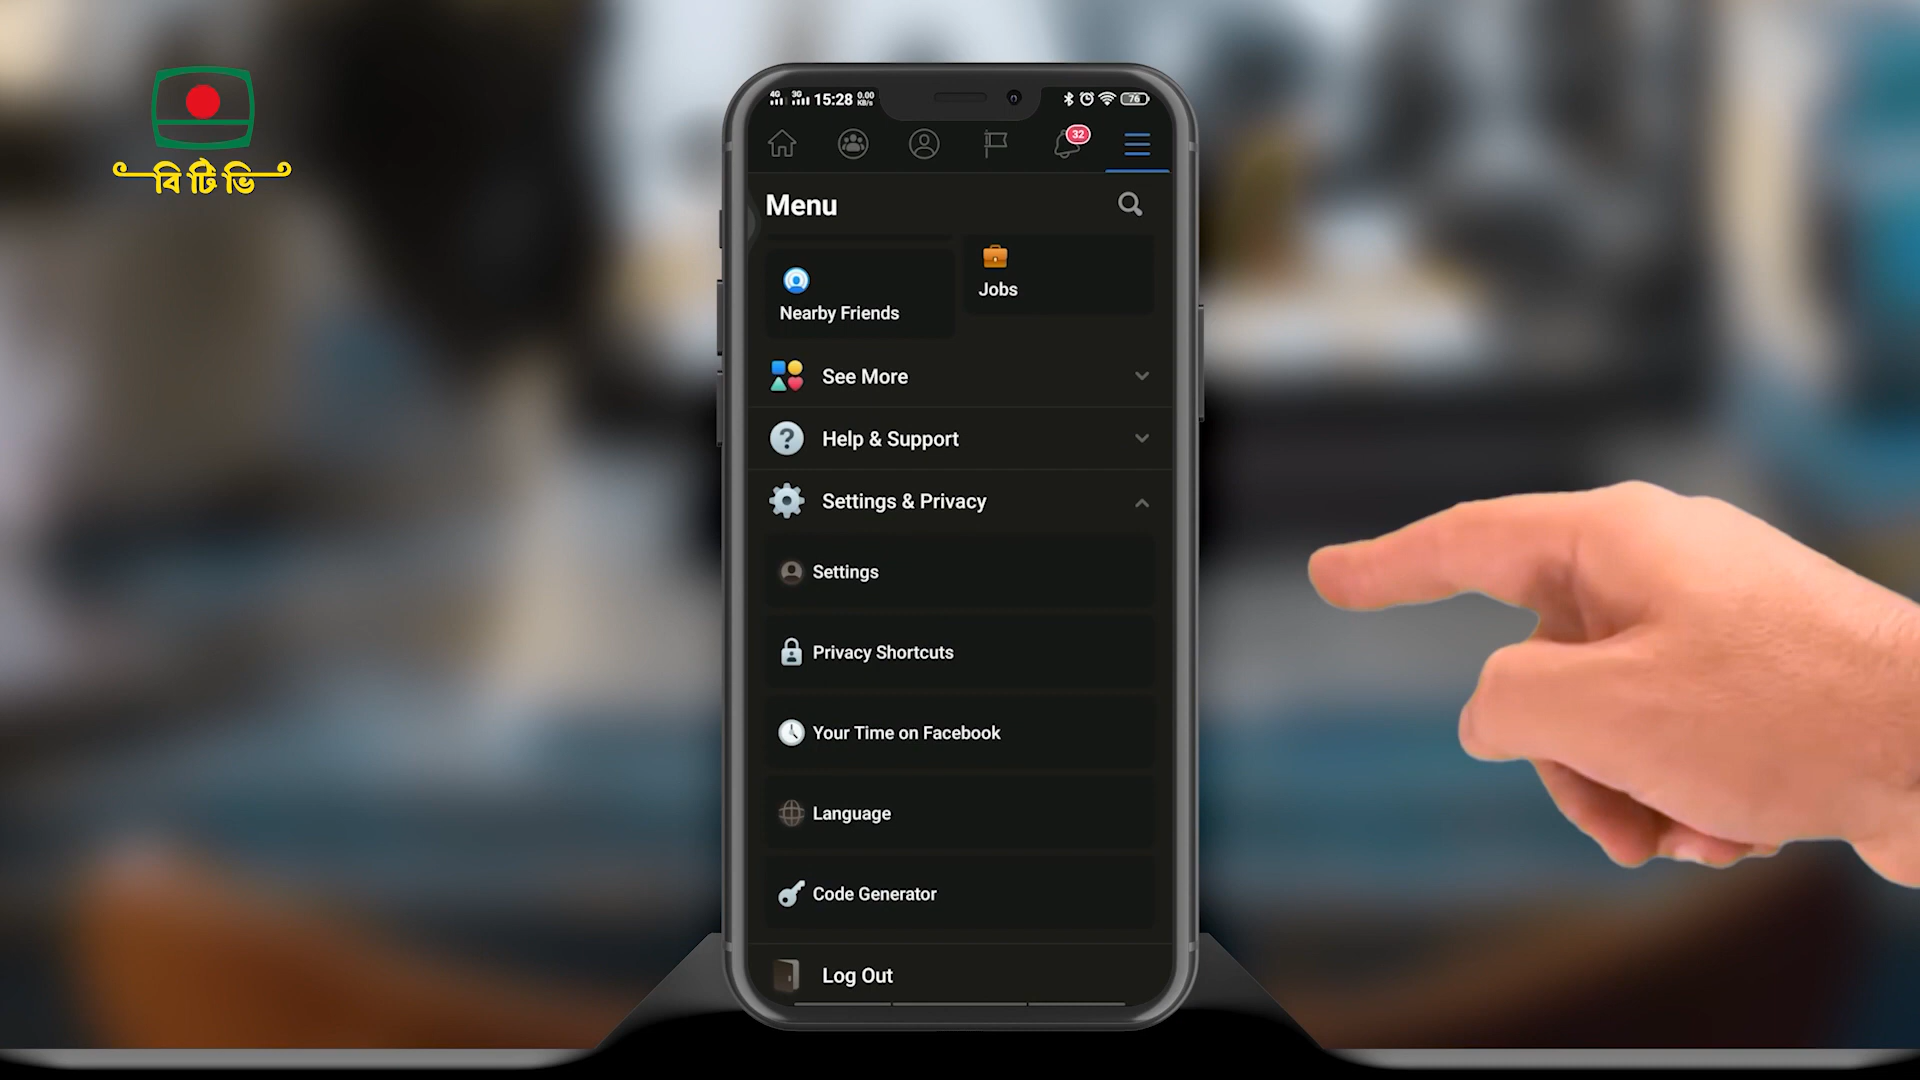 বি টি ভি
4G 3G 15:28 0.00 KB/s 76
32
Menu
Nearby Friends
Jobs
See More
Help & Support
Settings & Privacy
Settings
Privacy Shortcuts
Your Time on Facebook
Language
Code Generator
Log Out